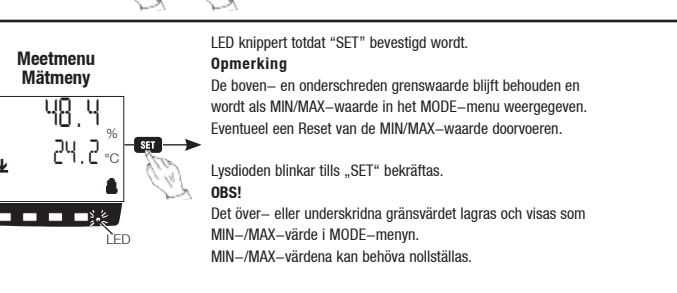 Meetmenu
Mätmeny
48.4
%
24.2 °C
SET
LED
LED knippert totdat “SET” bevestigd wordt.
Opmerking
De boven– en onderschreden grenswaarde blijft behouden en
wordt als MIN/MAX–waarde in het MODE–menu weergegeven.
Eventueel een Reset van de MIN/MAX–waarde doorvoeren.
Lysdioden blinkar tills „SET“ bekräftas.
OBS!
Det över– eller underskridna gränsvärdet lagras och visas som
MIN–/MAX–värde i MODE–menyn.
MIN–/MAX–värdena kan behöva nollställas.